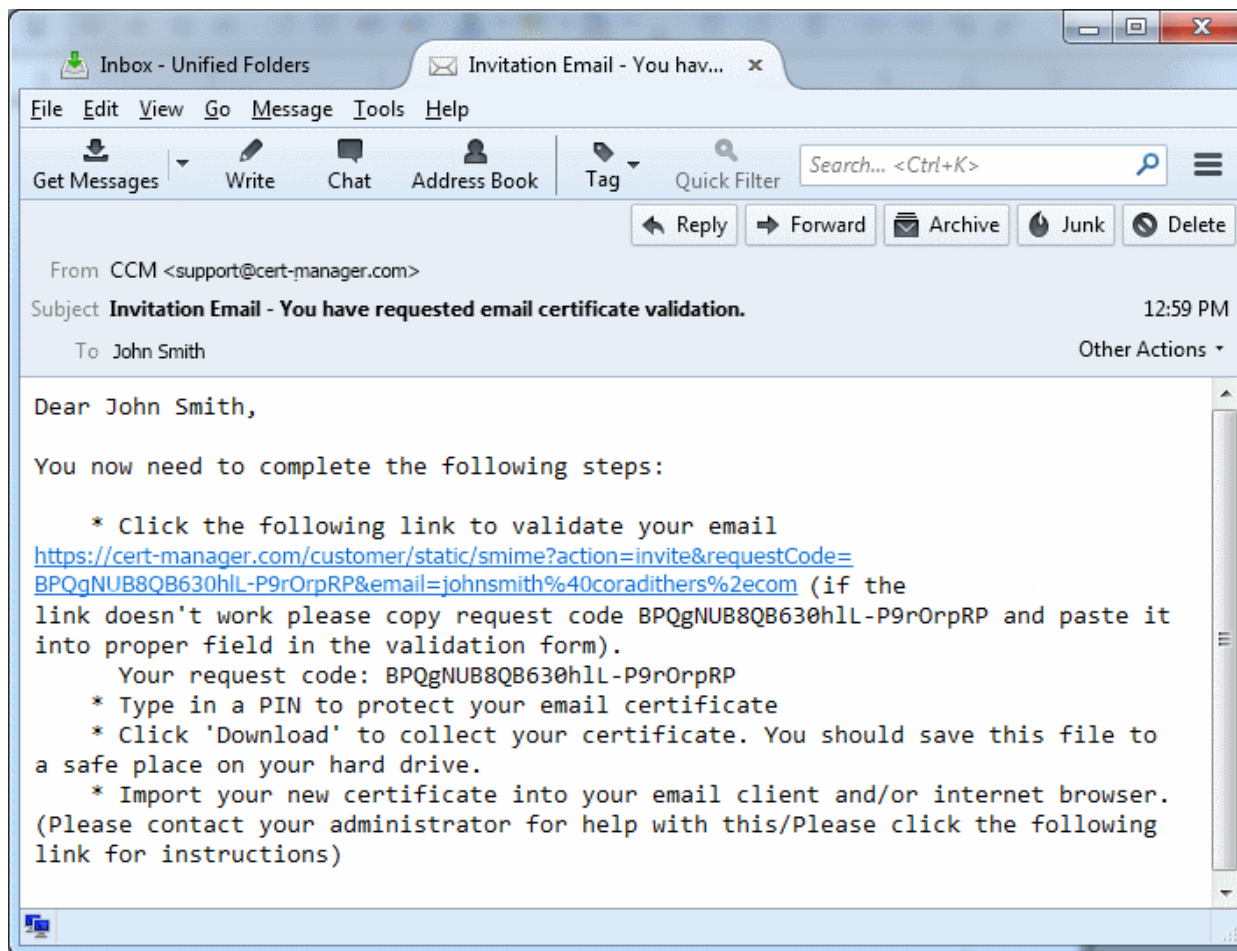 Inbox - Unified Folders
Invitation Email - You hav...
File Edit View Go Message Tools Help
Get Messages Write Chat Address Book Tag Quick Filter Search... <Ctrl+K>
Reply Forward Archive Junk Delete
From CCM <support@cert-manager.com>
Subject Invitation Email - You have requested email certificate validation. 12:59 PM
To John Smith Other Actions
Dear John Smith,
You now need to complete the following steps:
* Click the following link to validate your email
https://cert-manager.com/customer/static/smime?action=invite&requestCode=
BPQgNUB8QB630hlL-P9rOrpRP&email=johnsmith%40coradithers%2ecom (if the
link doesn't work please copy request code BPQgNUB8QB630hlL-P9rOrpRP and paste it
into proper field in the validation form).
Your request code: BPQgNUB8QB630hlL-P9rOrpRP
* Type in a PIN to protect your email certificate
* Click 'Download' to collect your certificate. You should save this file to
a safe place on your hard drive.
* Import your new certificate into your email client and/or internet browser.
(Please contact your administrator for help with this/Please click the following
link for instructions)